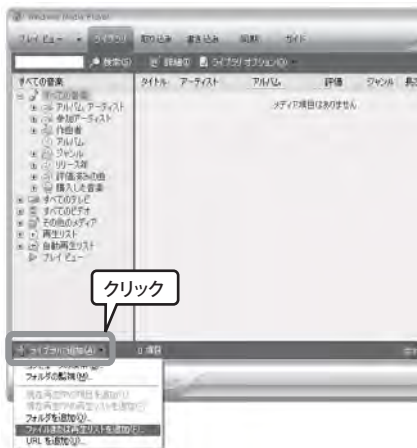 Windows Media Player
プレイ ビュー ライブラリ 取り込み 書き込み 同期 ガイド
検索(S) 詳細(I) ライブラリ オプション(O)
すべての音楽 タイトル アーティスト アルバム 評価 ジャンル 長さ
すべての音楽
アルバム アーティスト
参加アーティスト
作曲者
アルバム
ジャンル
リリース年
評価済みの曲
購入した音楽
すべてのテレビ
すべてのビデオ
その他のメディア
再生リスト
自動再生リスト
プレイ ビュー
メディア項目はありません
クリック
ライブラリに追加(A) 0 項目
フォルダの監視(M)...
フォルダを追加(O)...
ファイルまたは再生リストを追加(F)...
URL を追加(U)...